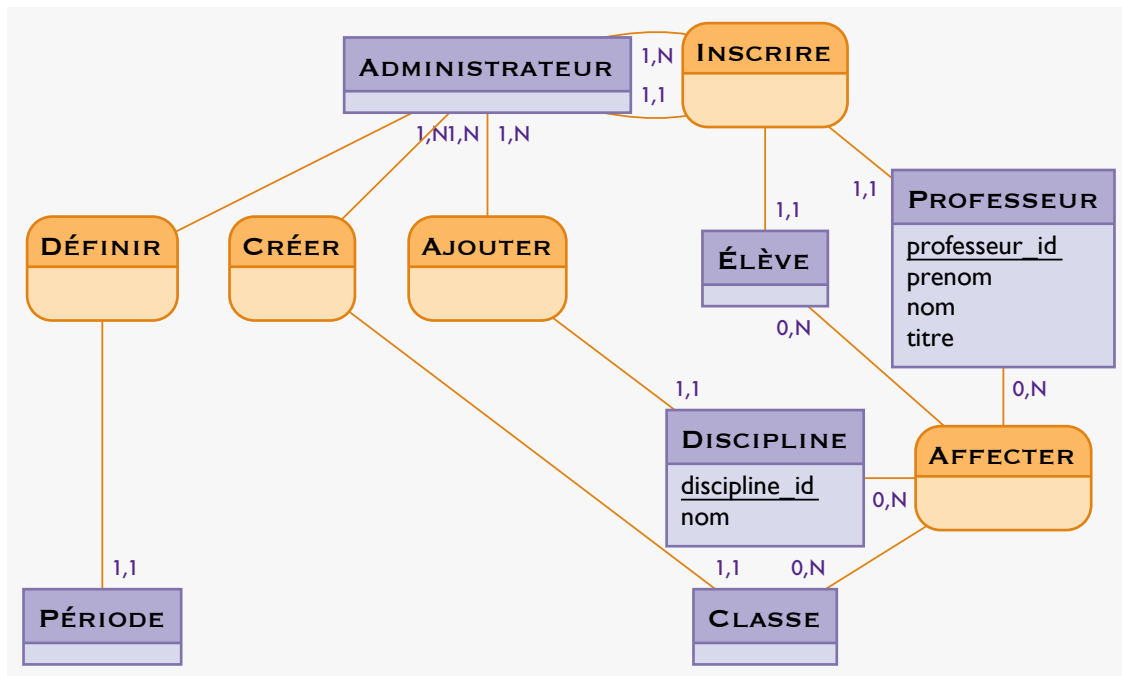 ADMINISTRATEUR
1,N
INSCRIRE
1,1
1,N1,N
1,N
1,1
PROFESSEUR
professeur_id
prenom
nom
titre
1,1
DÉFINIR
CRÉER
AJOUTER
ÉLÈVE
0,N
1,1
0,N
DISCIPLINE
discipline_id
nom
AFFECTER
0,N
1,1
1,1
0,N
PÉRIODE
CLASSE